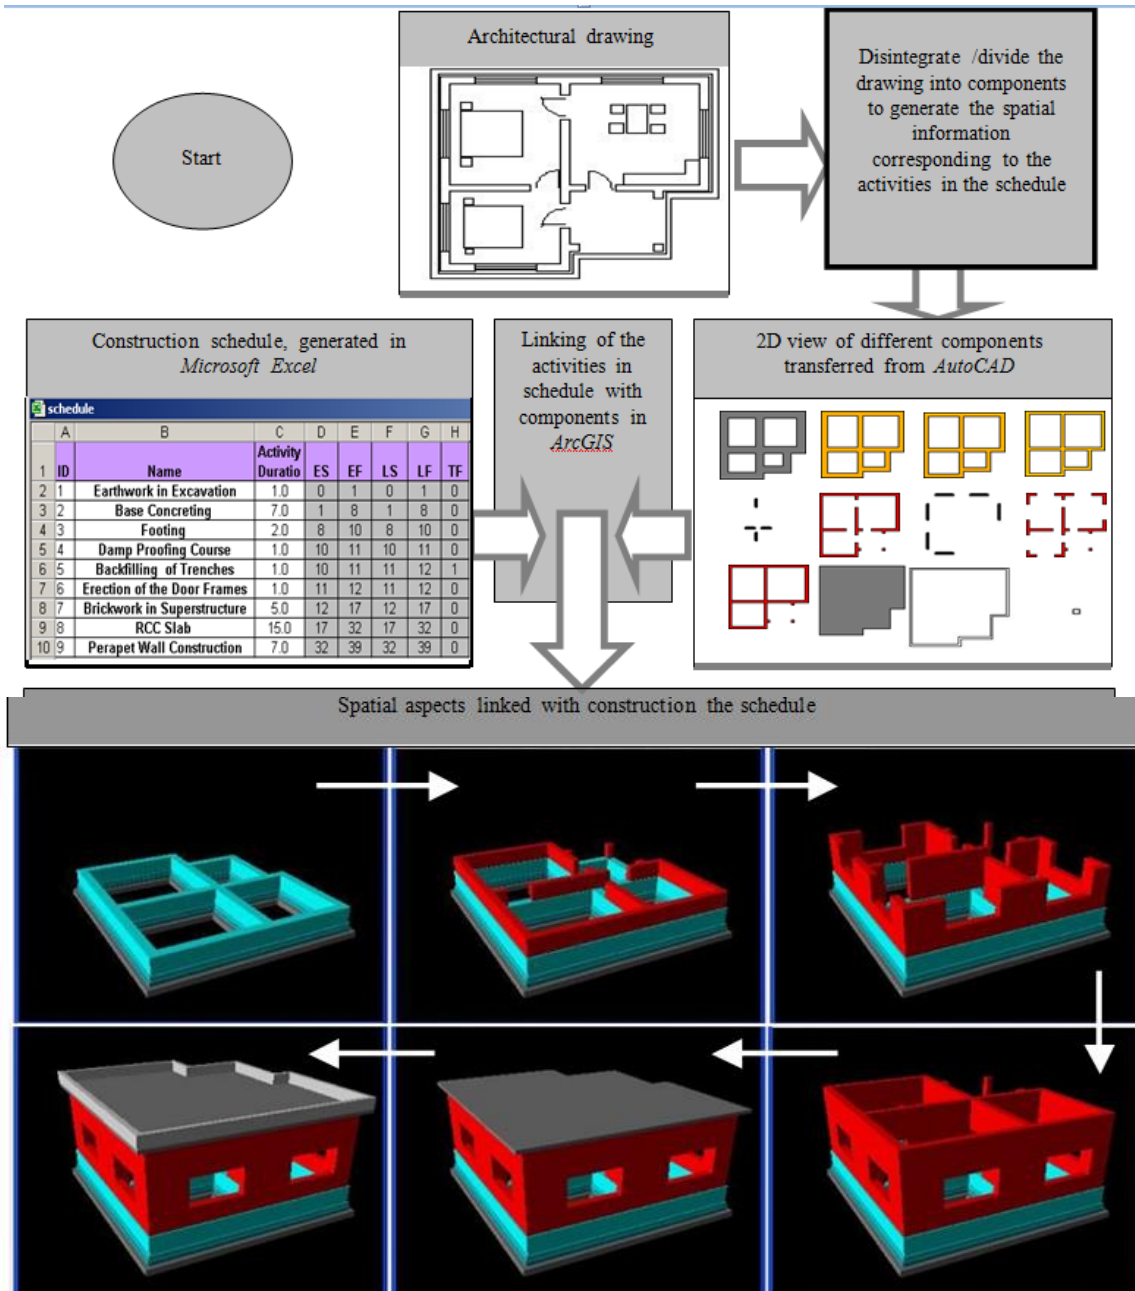 Architectural drawing
Start
Disintegrate /divide the
drawing into components
to generate the spatial
information
corresponding to the
activities in the schedule
Construction schedule, generated in
Microsoft Excel
Linking of the
activities in
schedule with
components in
ArcGIS
2D view of different components
transferred from AutoCAD
schedule
A B C D E F G H
1 ID Name Activity Duratio ES EF LS LF TF
2 1 Earthwork in Excavation 1.0 0 1 0 1 0
3 2 Base Concreting 7.0 1 8 1 8 0
4 3 Footing 2.0 8 10 8 10 0
5 4 Damp Proofing Course 1.0 10 11 10 11 0
6 5 Backfilling of Trenches 1.0 10 11 11 12 1
7 6 Erection of the Door Frames 1.0 11 12 11 12 0
8 7 Brickwork in Superstructure 5.0 12 17 12 17 0
9 8 RCC Slab 15.0 17 32 17 32 0
10 9 Perapet Wall Construction 7.0 32 39 32 39 0
Spatial aspects linked with construction the schedule